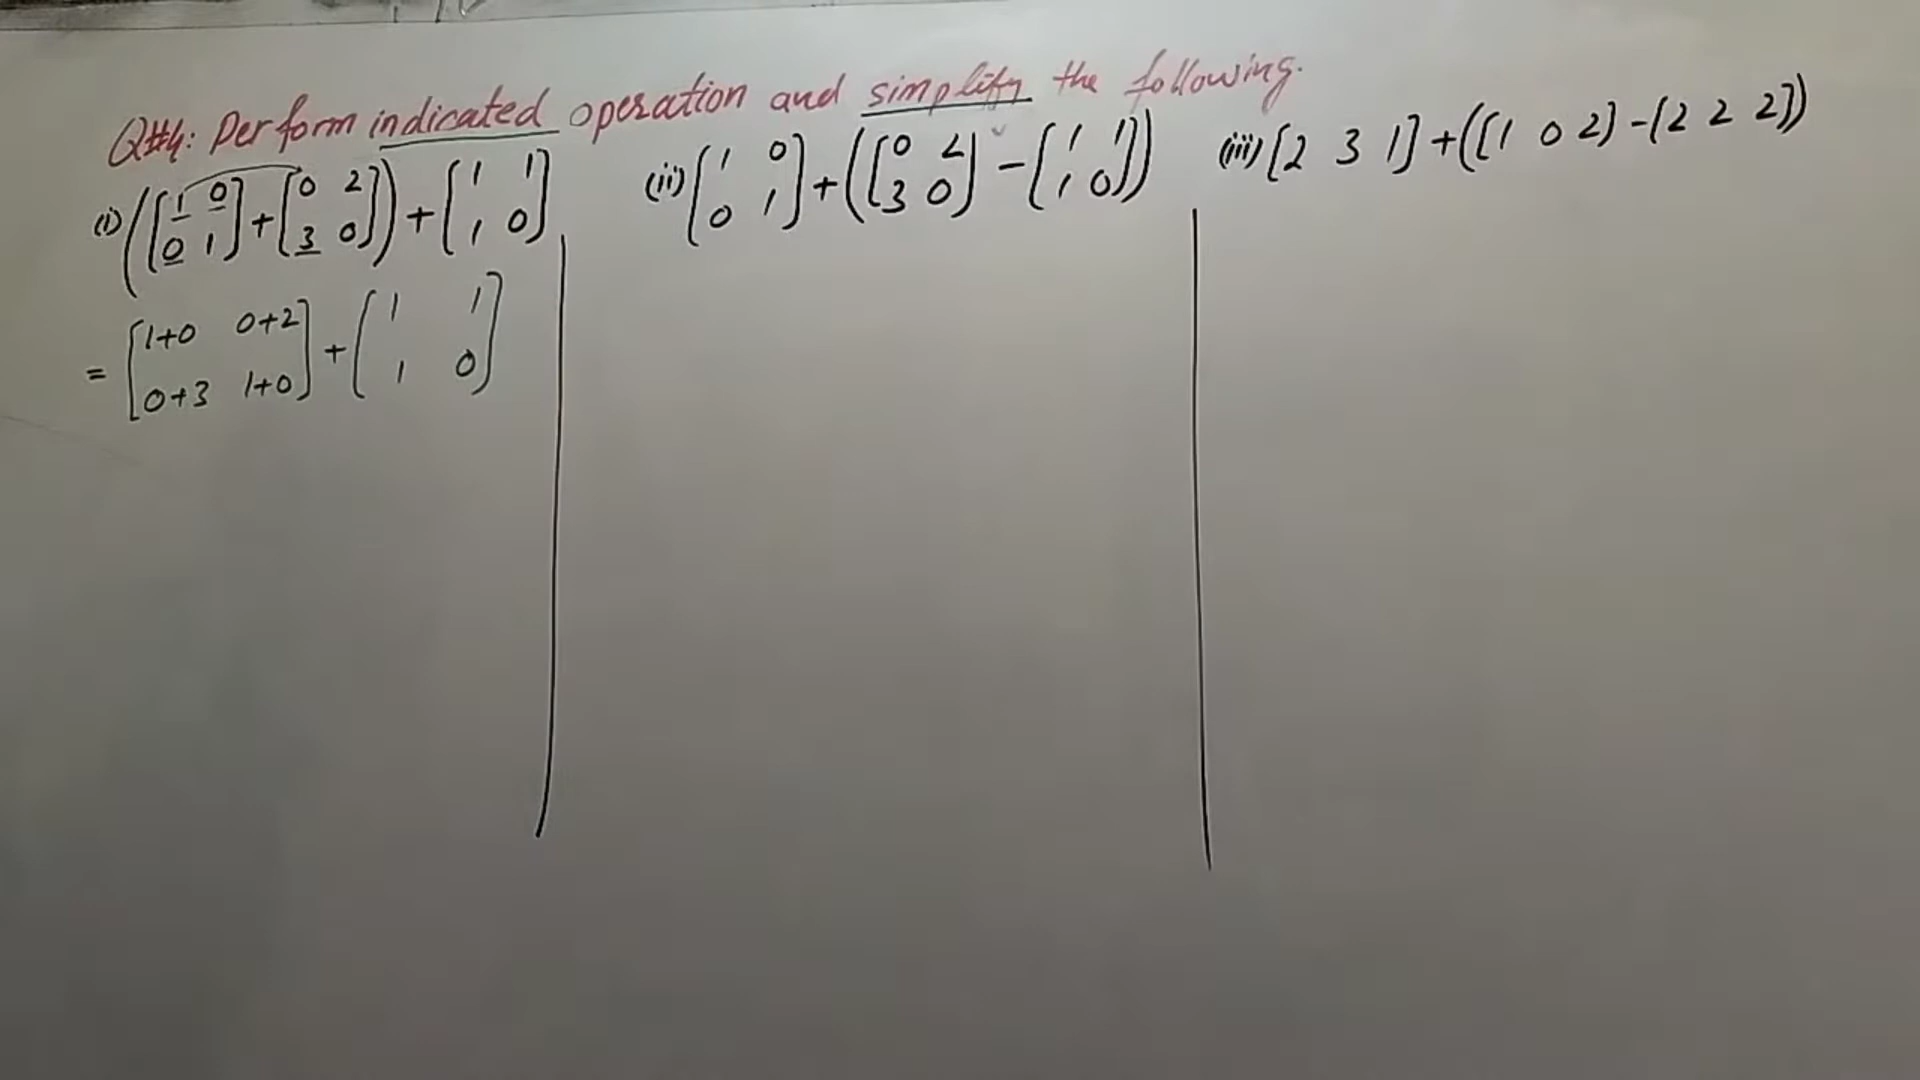 Q#4: Perform indicated operation and simplify the following.
(i) ([1 0
0 1] + [0 2
3 0]) + [1 1
1 0]
= [1+0 0+2
0+3 1+0] + [1 1
1 0]
(ii) [1 0
0 1] + ([0 2
3 0] - [1 1
1 0])
(iii) [2 3 1] + ([1 0 2] - [2 2 2])